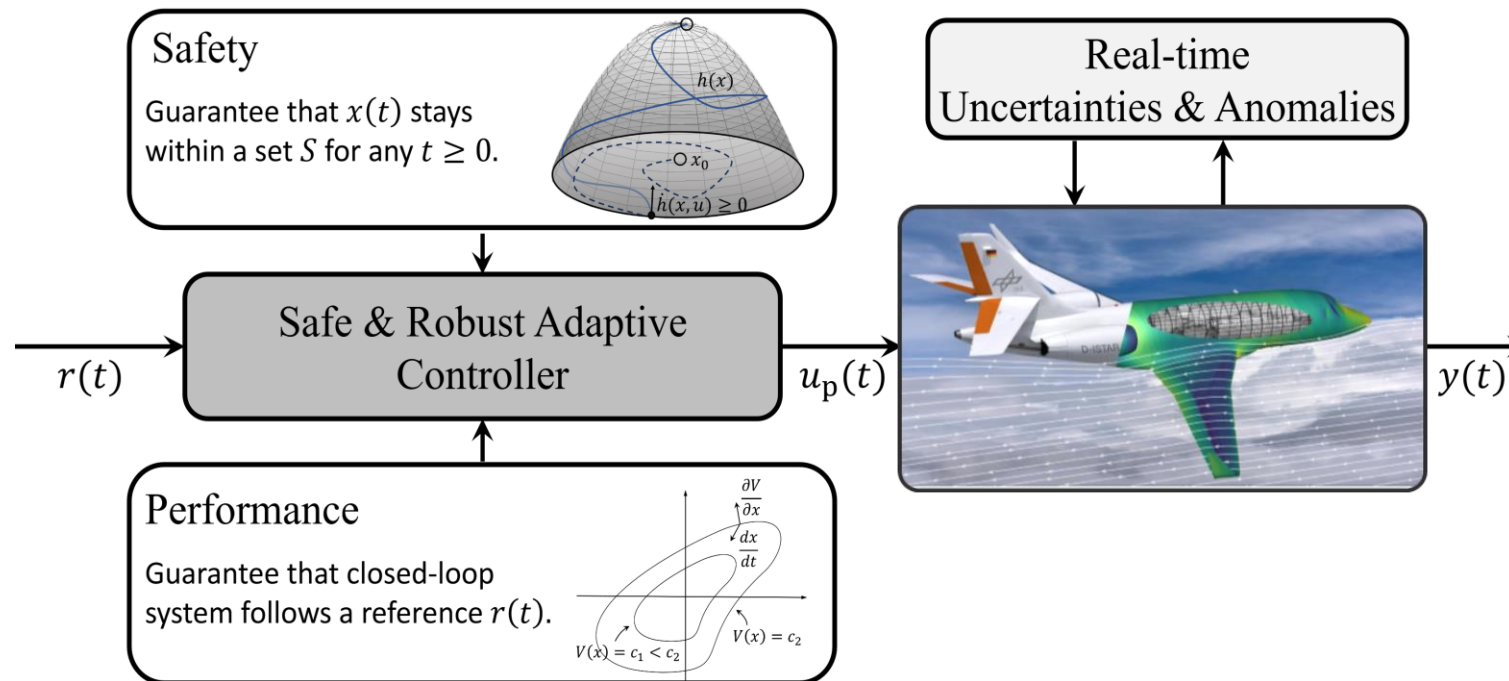 Safety
Guarantee that x(t) stays
within a set S for any t ≥ 0.
h(x)
x₀
ḣ(x, u) ≥ 0
Real-time
Uncertainties & Anomalies
r(t)
Safe & Robust Adaptive
Controller
uₚ(t)
D-ISTAR
y(t)
Performance
Guarantee that closed-loop
system follows a reference r(t).
∂V
∂x
dx
dt
V(x) = c₁ < c₂
V(x) = c₂